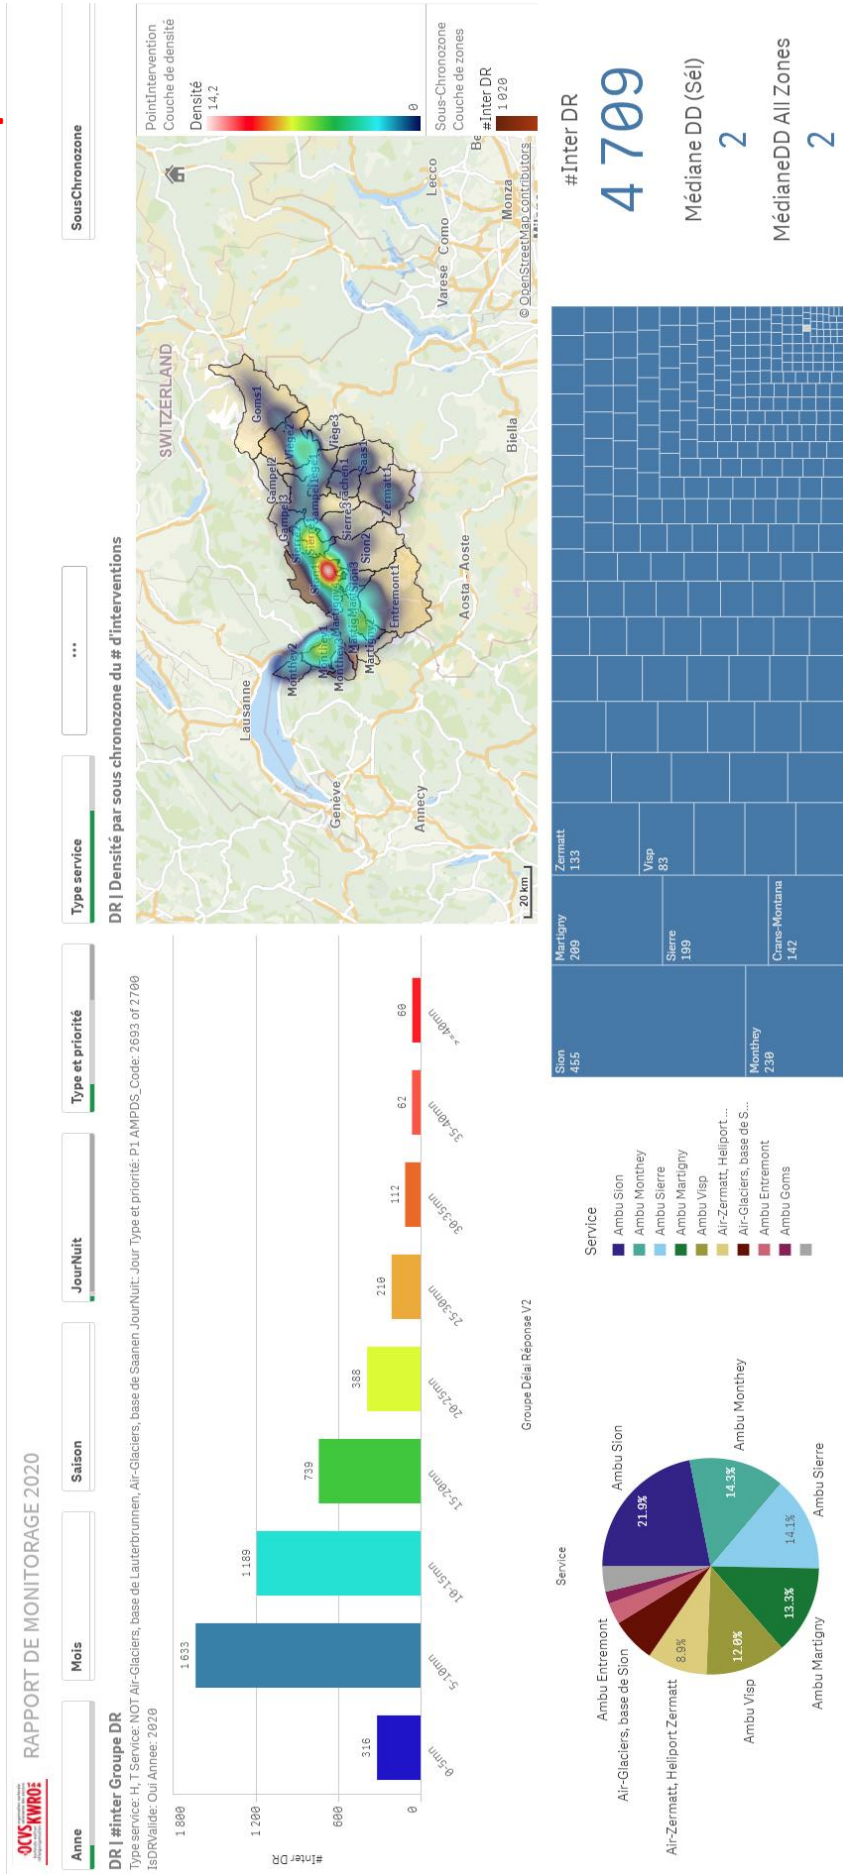 OCVS
KWRO
RAPPORT DE MONITORAGE 2020
Anne
Mois
Saison
JourNuit
Type et priorité
Type service
...
SousChronozone
DR | #inter Groupe DR
Type service: H, T Service: NOT Air-Glaciers, base de Lauterbrunnen, Air-Glaciers, base de Saanen JourNuit: Jour Type et priorité: P1 AMPDS_Code: 2693 of 2700
IsDRValide: Oui Annee: 2020
#Inter DR
1 800
1 200
600
0
316
1 633
1 189
739
388
210
112
62
60
0-5mn
5-10mn
10-15mn
15-20mn
20-25mn
25-30mn
30-35mn
35-40mn
>=40mn
Groupe Délai Réponse V2
DR | Densité par sous chronozone du # d'interventions
SWITZERLAND
Lausanne
Genève
Annecy
Aosta - Aoste
Biella
Varese
Como
Lecco
Monza
Goms1
Gampel2
Gampel3
Viège3
Saas1
Zermatt1
Sierre3
Sion2
Sion3
Entremont1
Martigny2
Monthey2
20 km
© OpenStreetMap contributors
PointIntervention
Couche de densité
Densité
14,2
0
Sous-Chronozone
Couche de zones
#Inter DR
1 020
Service
Ambu Sion
21.9%
Ambu Monthey
14.3%
Ambu Sierre
14.1%
Ambu Martigny
13.3%
Ambu Visp
12.0%
Air-Zermatt, Heliport Zermatt
8.9%
Air-Glaciers, base de Sion
Ambu Entremont
Service
Ambu Sion
Ambu Monthey
Ambu Sierre
Ambu Martigny
Ambu Visp
Air-Zermatt, Heliport ...
Air-Glaciers, base de S...
Ambu Entremont
Ambu Goms
Sion
455
Monthey
230
Martigny
209
Sierre
199
Crans-Montana
142
Zermatt
133
Visp
83
#Inter DR
4 709
Médiane DD (Sél)
2
MédianeDD All Zones
2